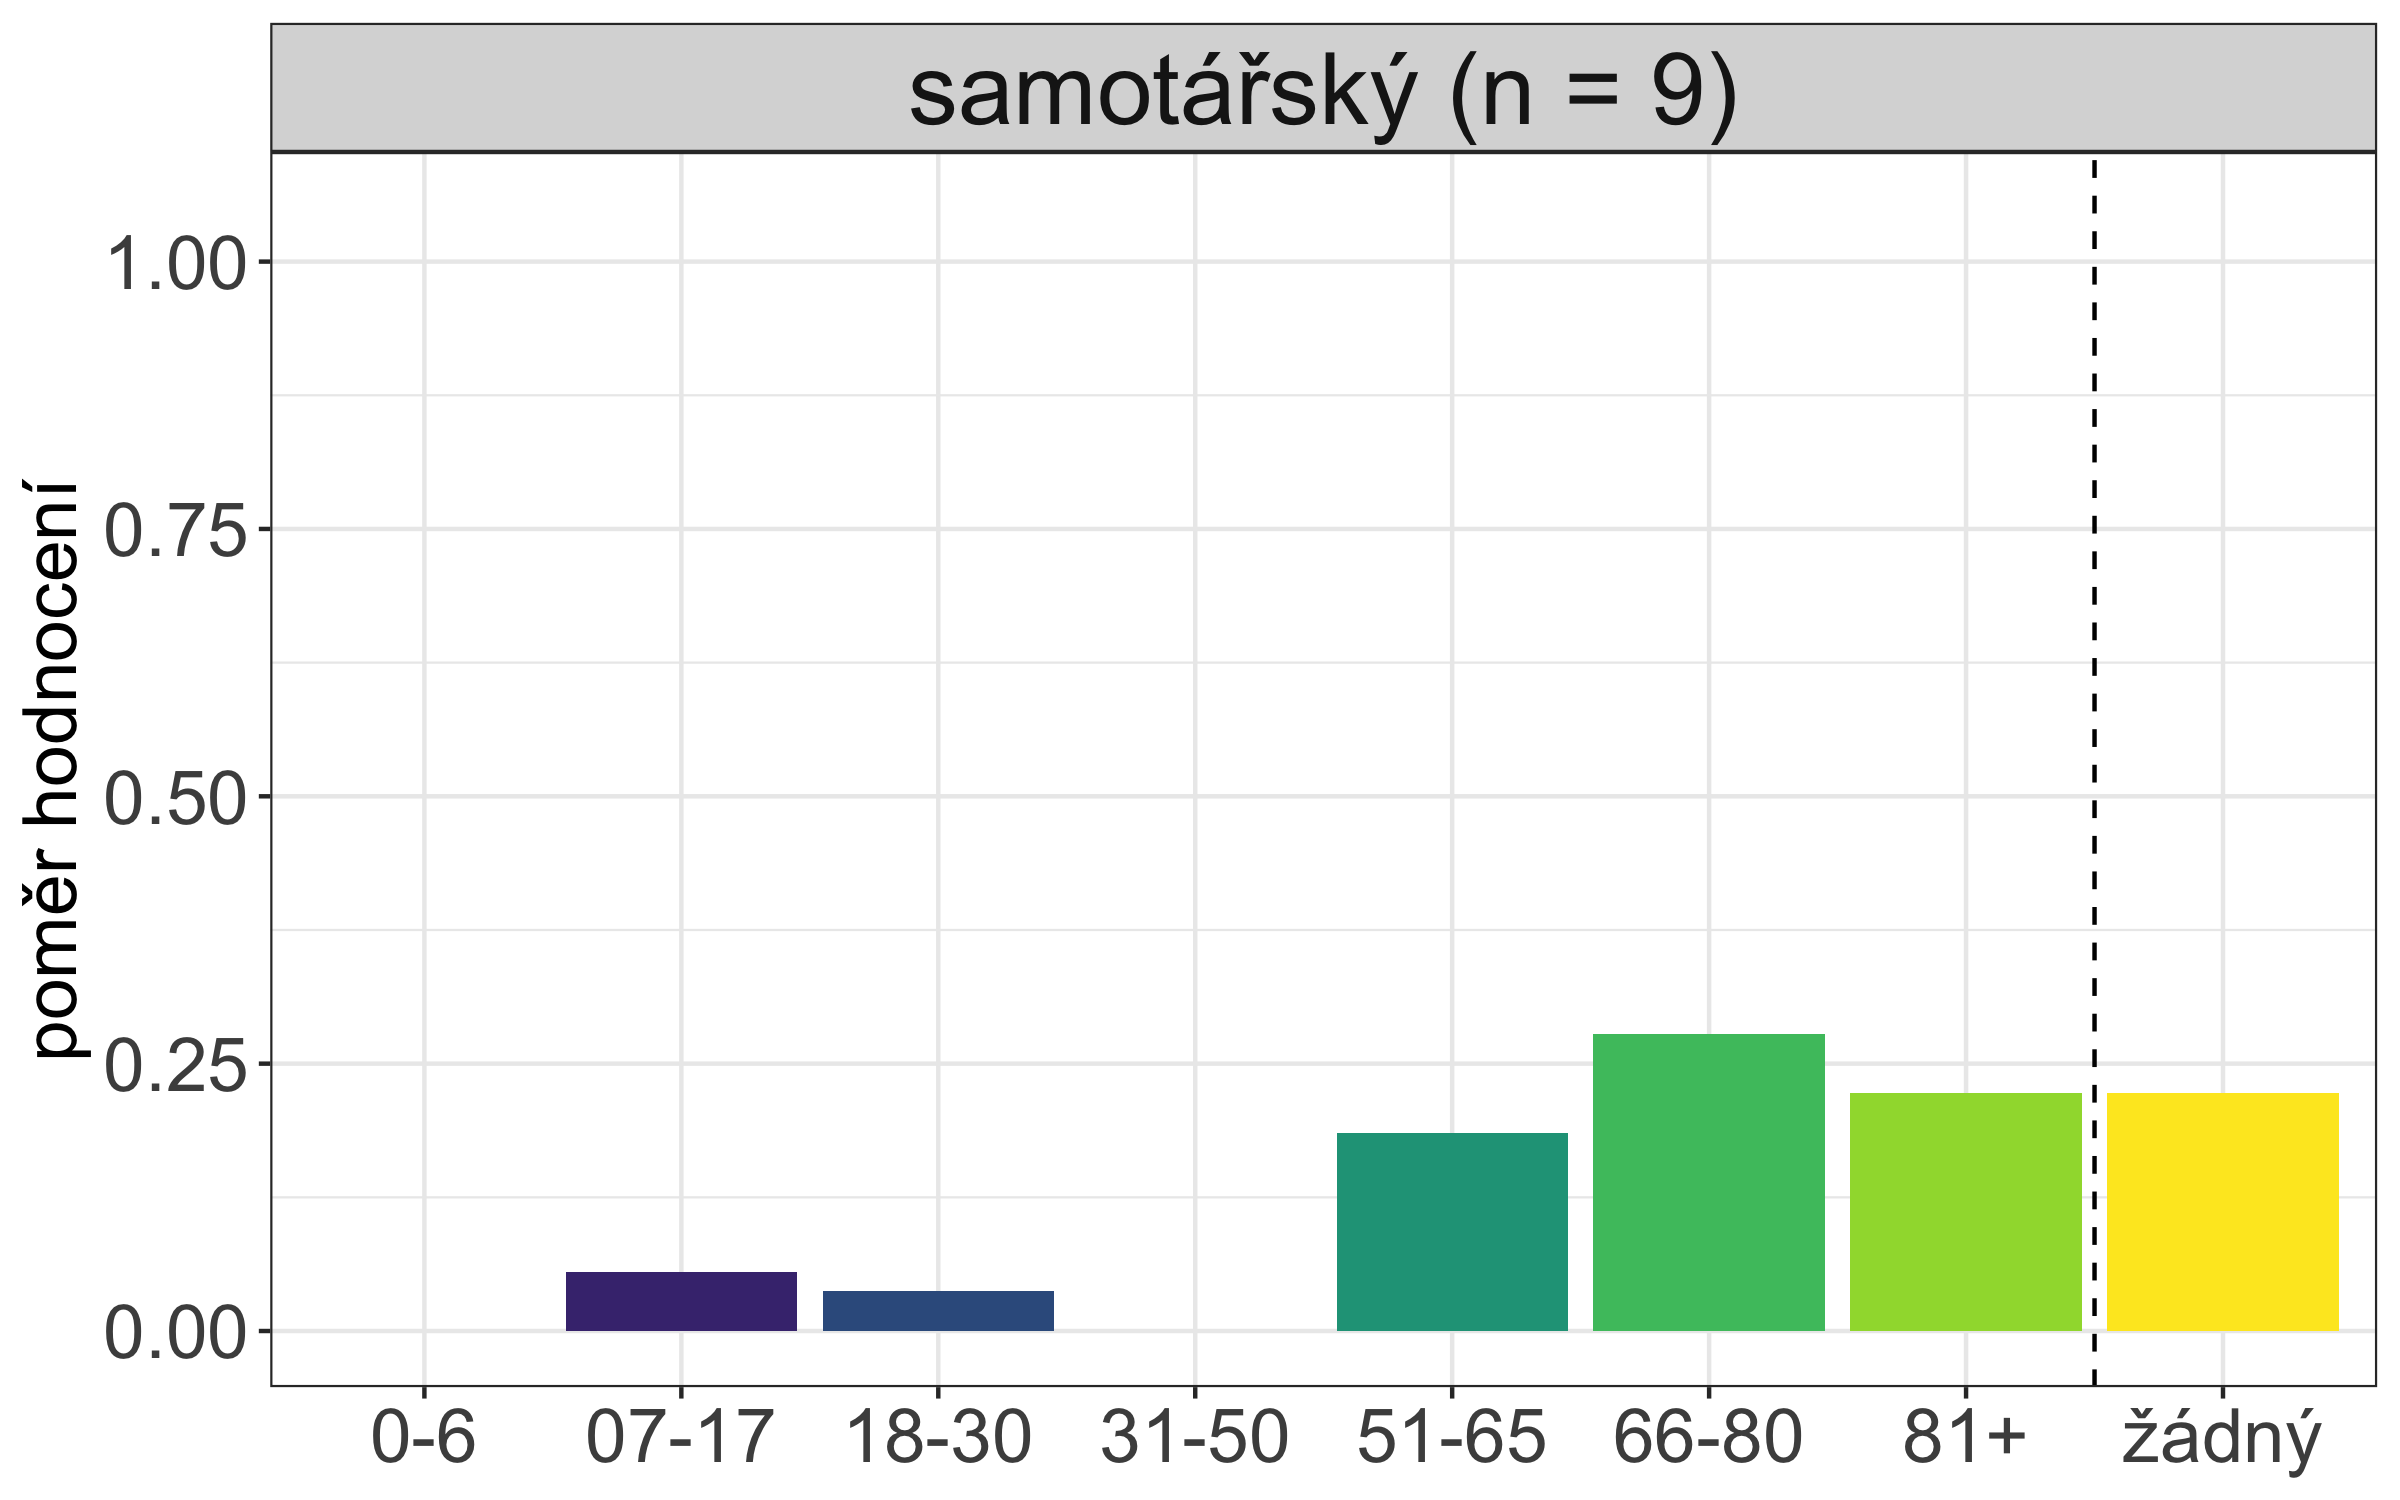 samotářský (n = 9)
poměr hodnocení
1.00
0.75
0.50
0.25
0.00
0-6 07-17 18-30 31-50 51-65 66-80 81+ žádný